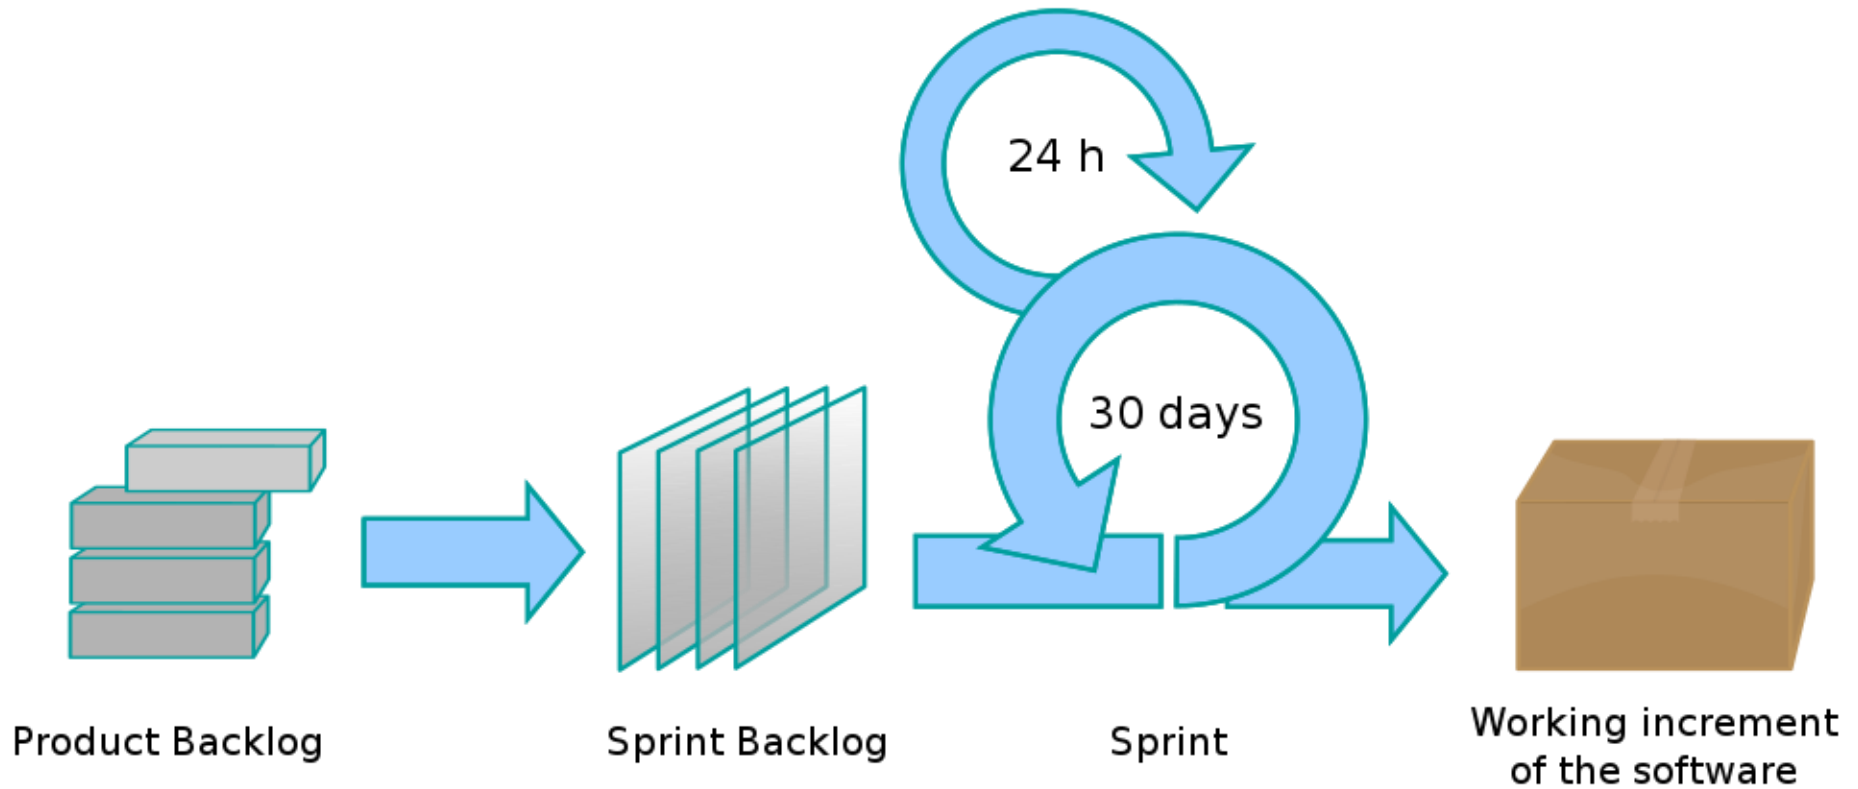 24 h
30 days
Product Backlog
Sprint Backlog
Sprint
Working increment
of the software